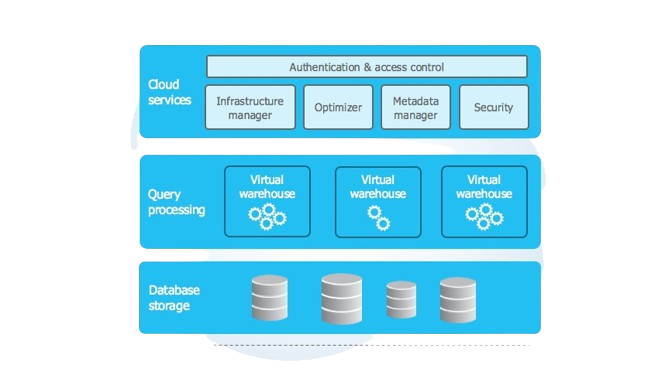 Authentication & access control
Cloud
services
Infrastructure
manager
Optimizer
Metadata
manager
Security
Query
processing
Virtual
warehouse
Virtual
warehouse
Virtual
warehouse
Database
storage